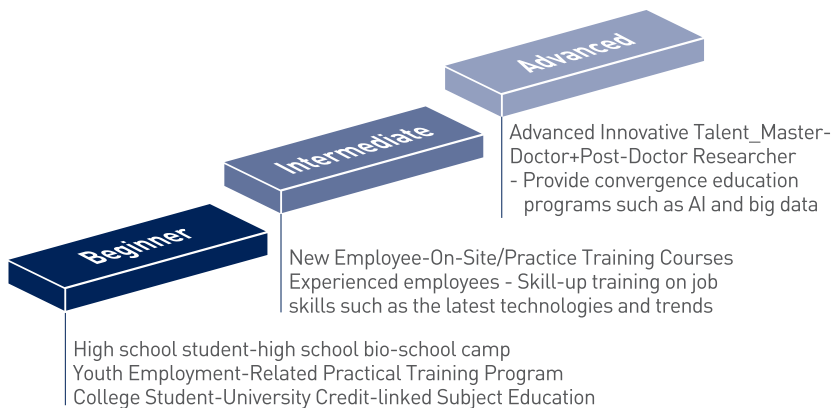 Advanced
Advanced Innovative Talent_Master-
Doctor+Post-Doctor Researcher
- Provide convergence education
programs such as AI and big data
Intermediate
New Employee-On-Site/Practice Training Courses
Experienced employees - Skill-up training on job
skills such as the latest technologies and trends
Beginner
High school student-high school bio-school camp
Youth Employment-Related Practical Training Program
College Student-University Credit-linked Subject Education